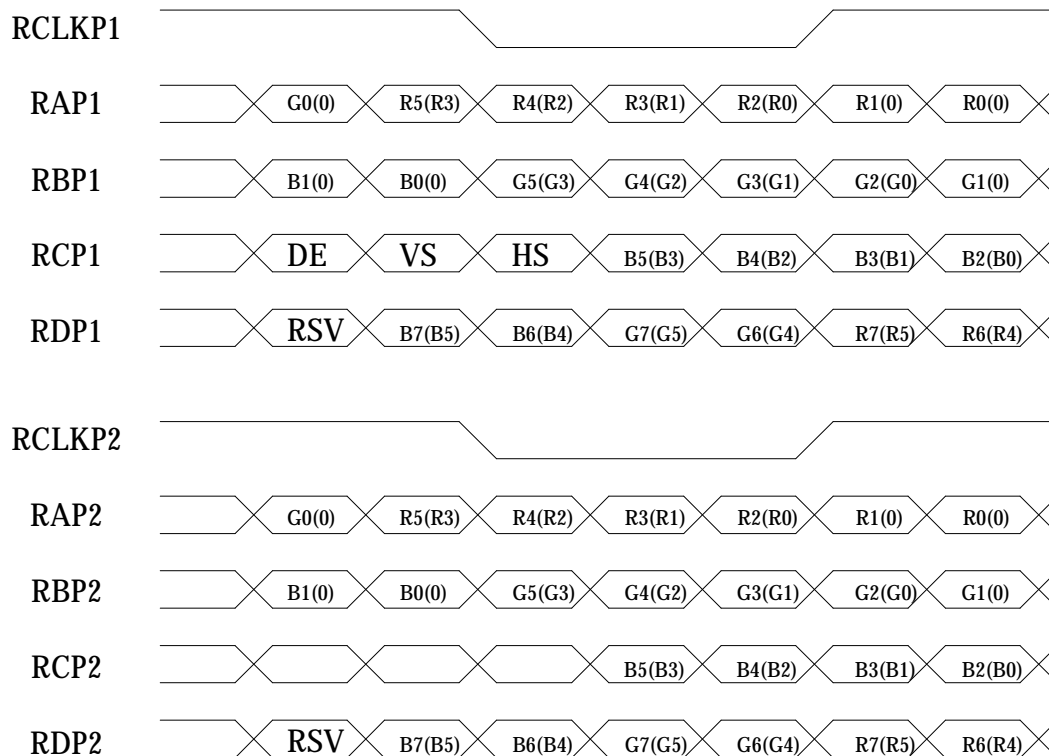 RCLKP1
RAP1 G0(0) R5(R3) R4(R2) R3(R1) R2(R0) R1(0) R0(0)
RBP1 B1(0) B0(0) G5(G3) G4(G2) G3(G1) G2(G0) G1(0)
RCP1 DE VS HS B5(B3) B4(B2) B3(B1) B2(B0)
RDP1 RSV B7(B5) B6(B4) G7(G5) G6(G4) R7(R5) R6(R4)
RCLKP2
RAP2 G0(0) R5(R3) R4(R2) R3(R1) R2(R0) R1(0) R0(0)
RBP2 B1(0) B0(0) G5(G3) G4(G2) G3(G1) G2(G0) G1(0)
RCP2 B5(B3) B4(B2) B3(B1) B2(B0)
RDP2 RSV B7(B5) B6(B4) G7(G5) G6(G4) R7(R5) R6(R4)